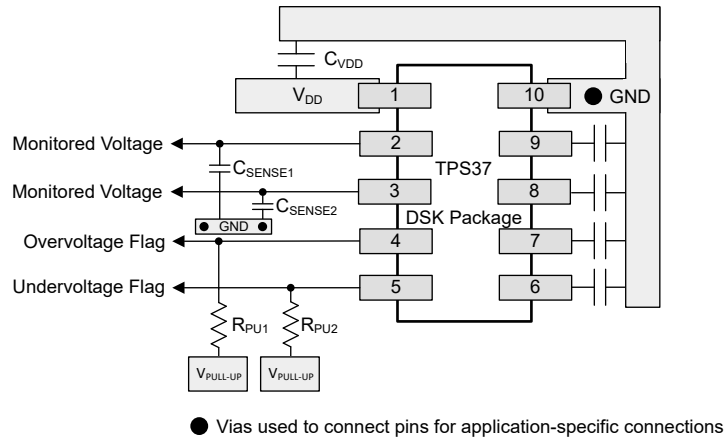 CVDD
VDD
1
10
GND
Monitored Voltage
2
9
CSENSE1
TPS37
Monitored Voltage
3
8
CSENSE2
GND
DSK Package
Overvoltage Flag
4
7
Undervoltage Flag
5
6
RPU1
RPU2
VPULL-UP
VPULL-UP
Vias used to connect pins for application-specific connections